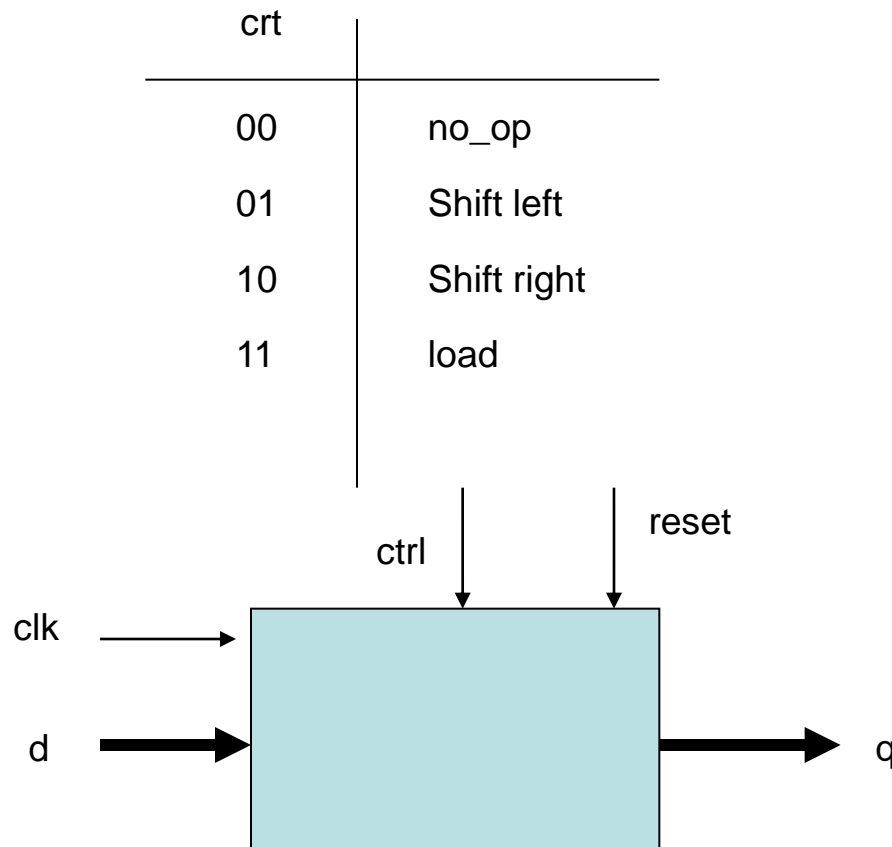 crt
00 no_op
01 Shift left
10 Shift right
11 load
reset
ctrl
clk
d
q